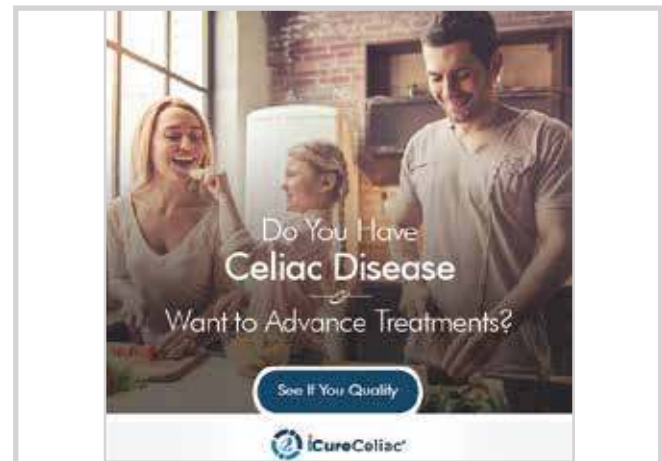 Do You Have
Celiac Disease
Want to Advance Treatments?
See If You Qualify
iCureCeliac®